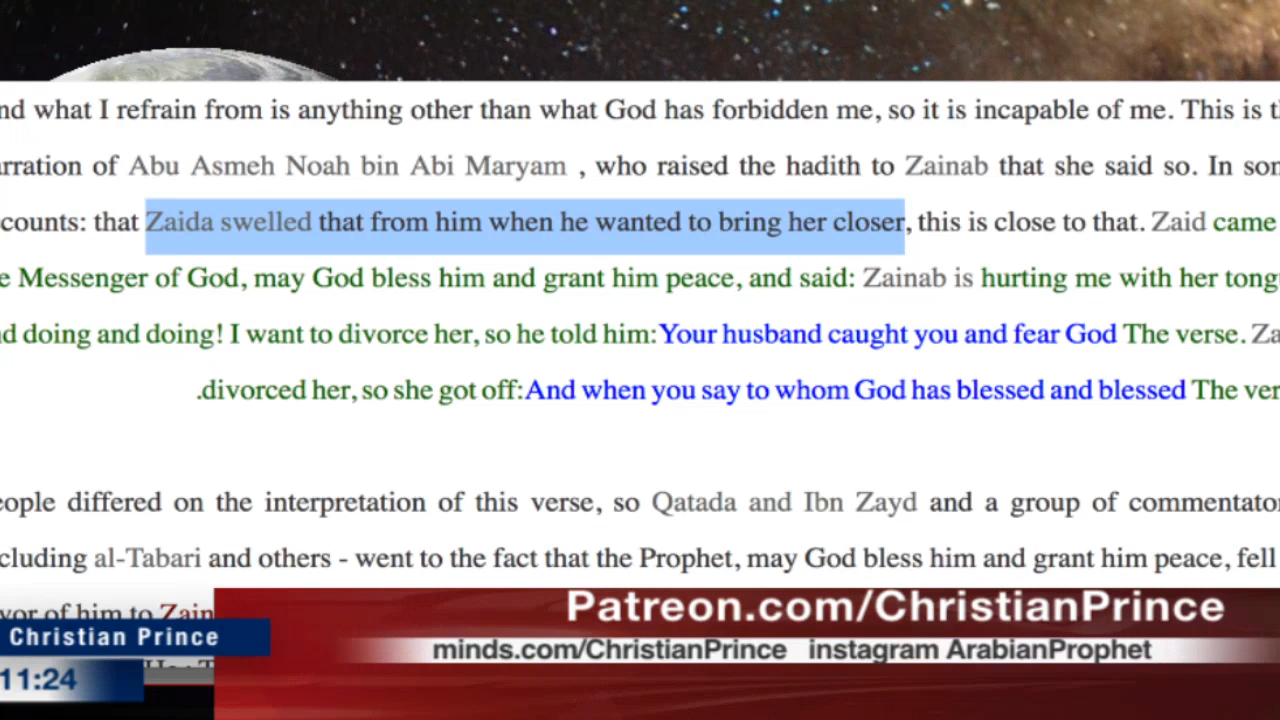 nd what I refrain from is anything other than what God has forbidden me, so it is incapable of me. This is
rration of Abu Asmeh Noah bin Abi Maryam , who raised the hadith to Zainab that she said so. In
counts: that Zaida swelled that from him when he wanted to bring her closer, this is close to that. Zaid came
e Messenger of God, may God bless him and grant him peace, and said: Zainab is hurting me with her
d doing and doing! I want to divorce her, so he told him:Your husband caught you and fear God The verse.
.divorced her, so she got off:And when you say to whom God has blessed and blessed The
eople differed on the interpretation of this verse, so Qatada and Ibn Zayd and a group of
cluding al-Tabari and others - went to the fact that the Prophet, may God bless him and grant him peace, fell
vor of him to Zain
Patreon.com/ChristianPrince
Christian Prince
minds.com/ChristianPrince instagram ArabianProphet
11:24